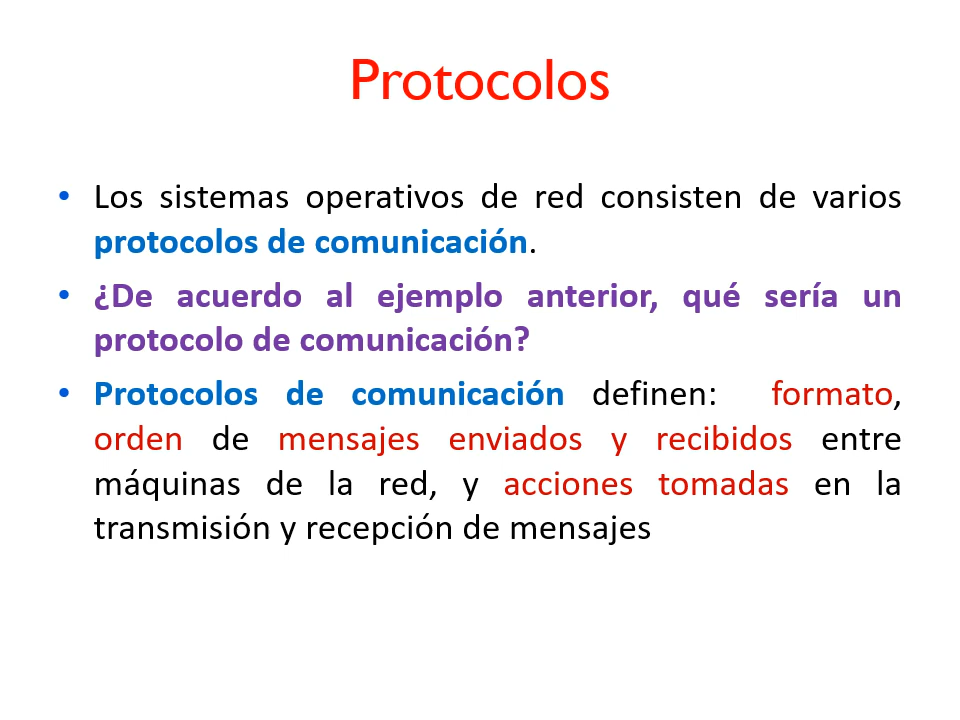 Protocolos
• Los sistemas operativos de red consisten de varios
protocolos de comunicación.
• ¿De acuerdo al ejemplo anterior, qué sería un
protocolo de comunicación?
• Protocolos de comunicación definen: formato,
orden de mensajes enviados y recibidos entre
máquinas de la red, y acciones tomadas en la
transmisión y recepción de mensajes